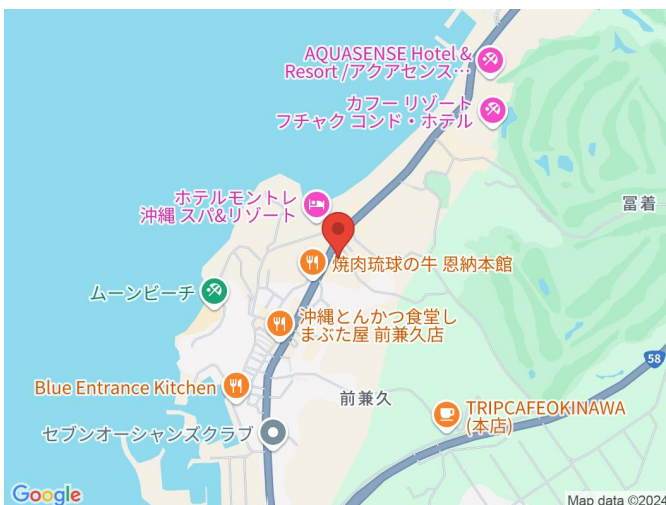 AQUASENSE Hotel &
Resort /アクアセンス…
カフー リゾート
フチャク コンド・ホテル
ホテルモントレ
沖縄 スパ&リゾート
冨着
焼肉琉球の牛 恩納本館
ムーンビーチ
沖縄とんかつ食堂し
まぶた屋 前兼久店
58
Blue Entrance Kitchen
前兼久
TRIPCAFEOKINAWA
(本店)
セブンオーシャンズクラブ
Google
Map data ©2024